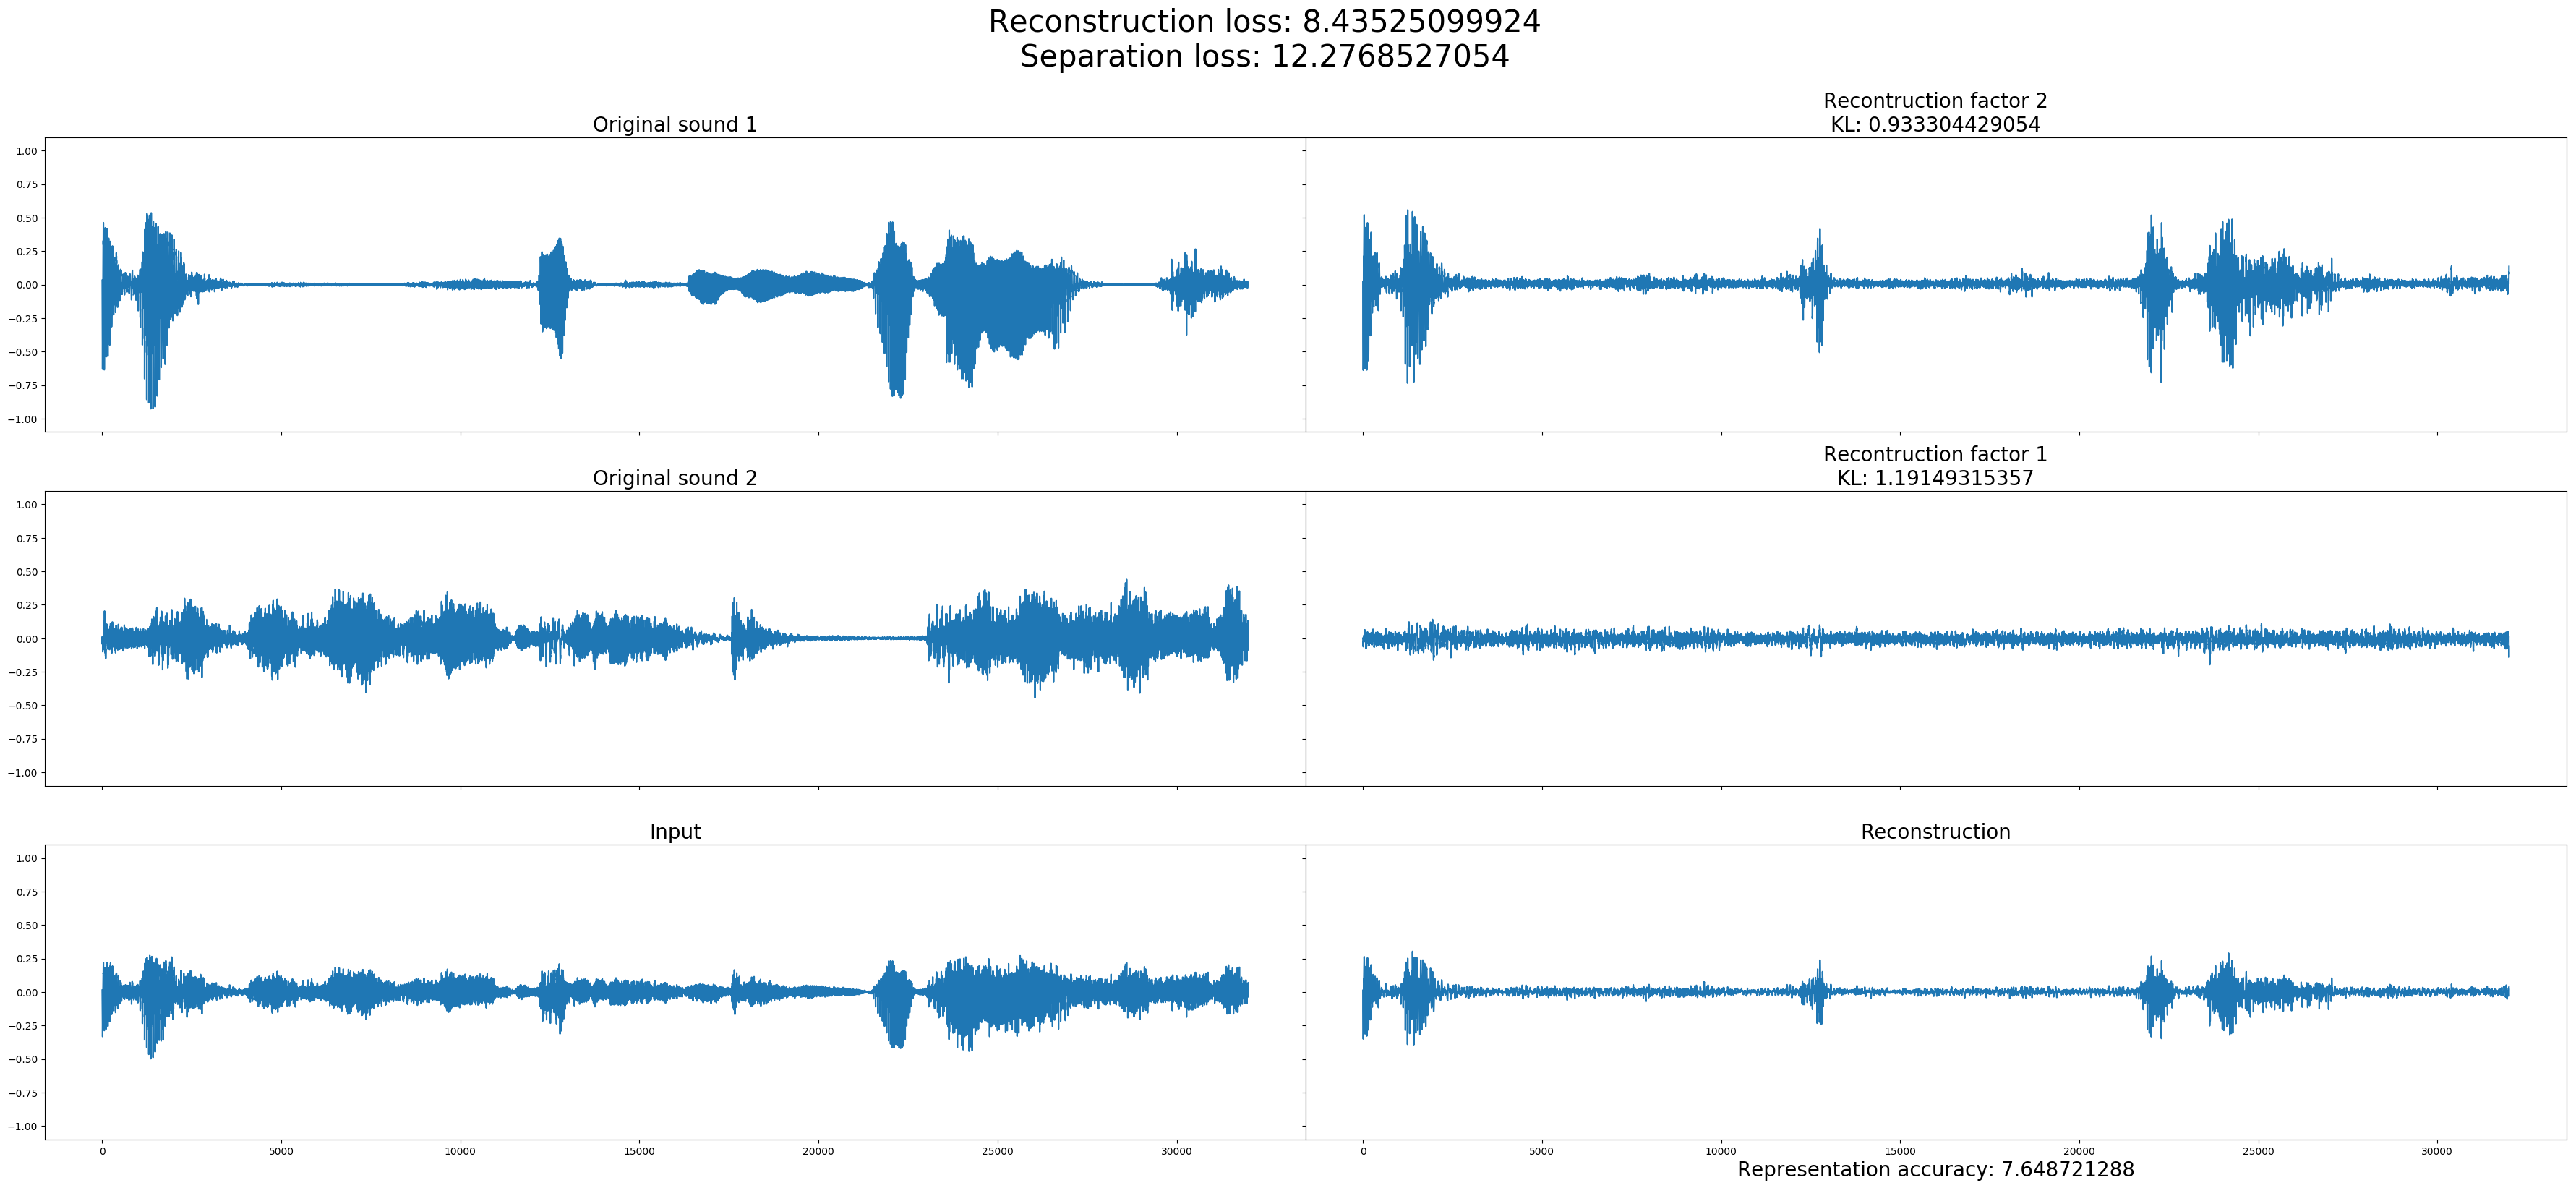 Reconstruction loss: 8.43525099924
Separation loss: 12.2768527054
Original sound 1
Recontruction factor 2
KL: 0.933304429054
1.00
0.75
0.50
0.25
0.00
−0.25
−0.50
−0.75
−1.00
Original sound 2
Recontruction factor 1
KL: 1.19149315357
1.00
0.75
0.50
0.25
0.00
−0.25
−0.50
−0.75
−1.00
Input
Reconstruction
1.00
0.75
0.50
0.25
0.00
−0.25
−0.50
−0.75
−1.00
0 5000 10000 15000 20000 25000 30000
0 5000 10000 15000 20000 25000 30000
Representation accuracy: 7.648721288